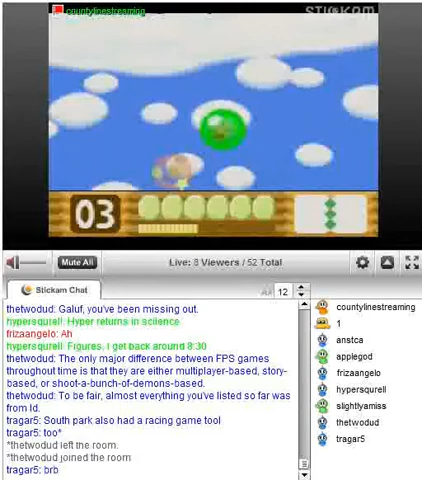 countylinestreaming
STICKAM
03
Mute All
Live: 8 Viewers / 52 Total
Stickam Chat
AA 12
thetwodud: Galuf, you've been missing out.
hypersqurell: Hyper returns in science
frizaangelo: Ah
hypersqurell: Figures, I get back around 8:30
thetwodud: The only major difference between FPS games
throughout time is that they are either multiplayer-based, story-
based, or shoot-a-bunch-of-demons-based.
thetwodud: To be fair, almost everything you've listed so far was
from Id.
tragar5: South park also had a racing game tool
tragar5: too*
*thetwodud left the room.
*thetwodud joined the room
tragar5: brb
countylinestreaming
1
anstca
applegod
frizaangelo
hypersqurell
slightlyamiss
thetwodud
tragar5